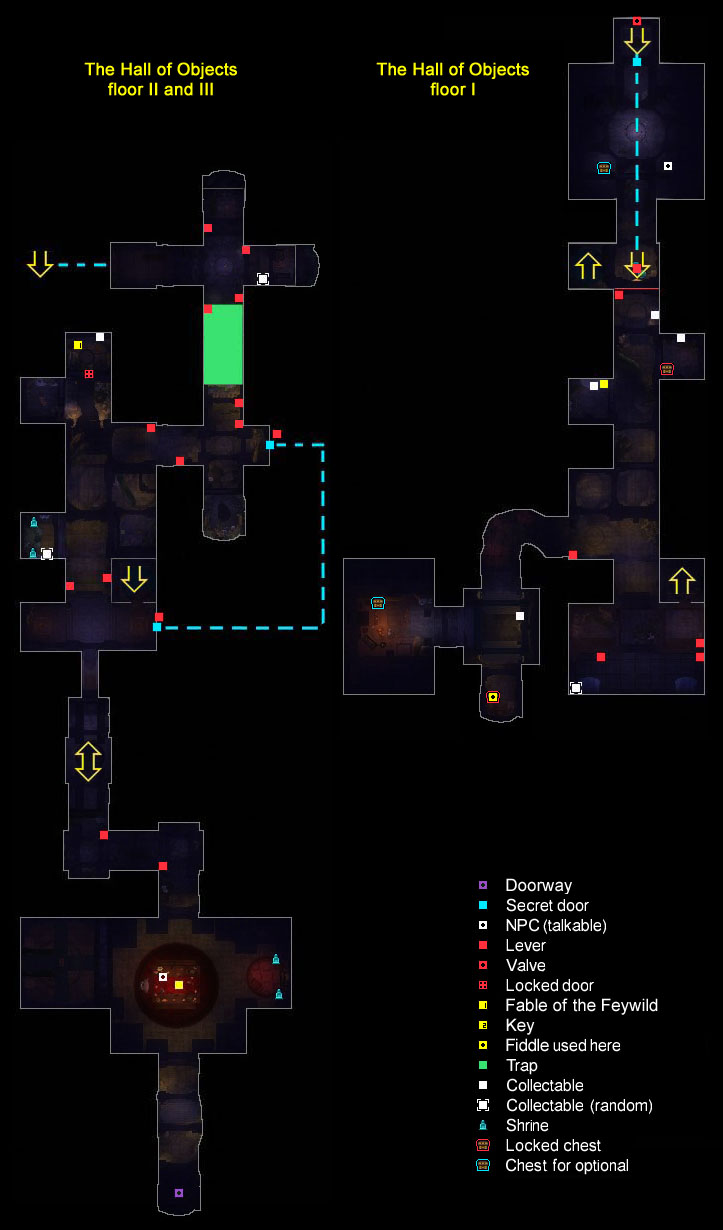 The Hall of Objects
floor II and III
The Hall of Objects
floor I
Doorway
Secret door
NPC (talkable)
Lever
Valve
Locked door
Fable of the Feywild
Key
Fiddle used here
Trap
Collectable
Collectable (random)
Shrine
Locked chest
Chest for optional